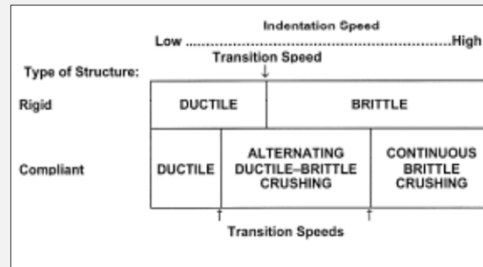 Indentation Speed
Low ............................................................High
Transition Speed
Type of Structure:
Rigid
DUCTILE
BRITTLE
Compliant
DUCTILE
ALTERNATING
DUCTILE–BRITTLE
CRUSHING
CONTINUOUS
BRITTLE
CRUSHING
Transition Speeds